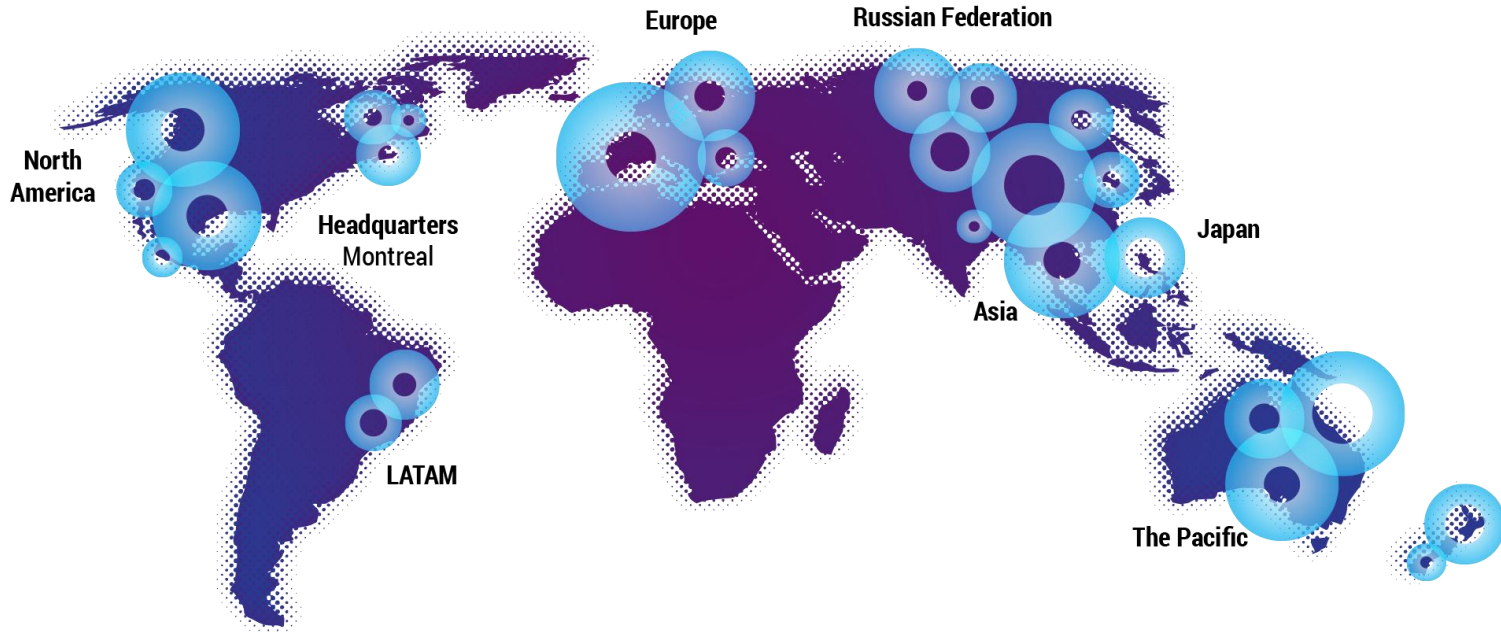 Europe
Russian Federation
North
America
Headquarters
Montreal
Japan
Asia
LATAM
The Pacific